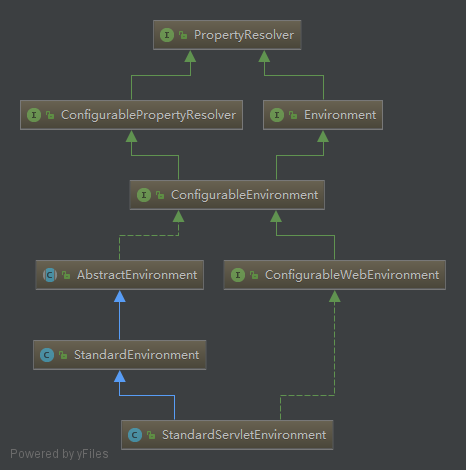 PropertyResolver
ConfigurablePropertyResolver
Environment
ConfigurableEnvironment
AbstractEnvironment
ConfigurableWebEnvironment
StandardEnvironment
StandardServletEnvironment
Powered by yFiles